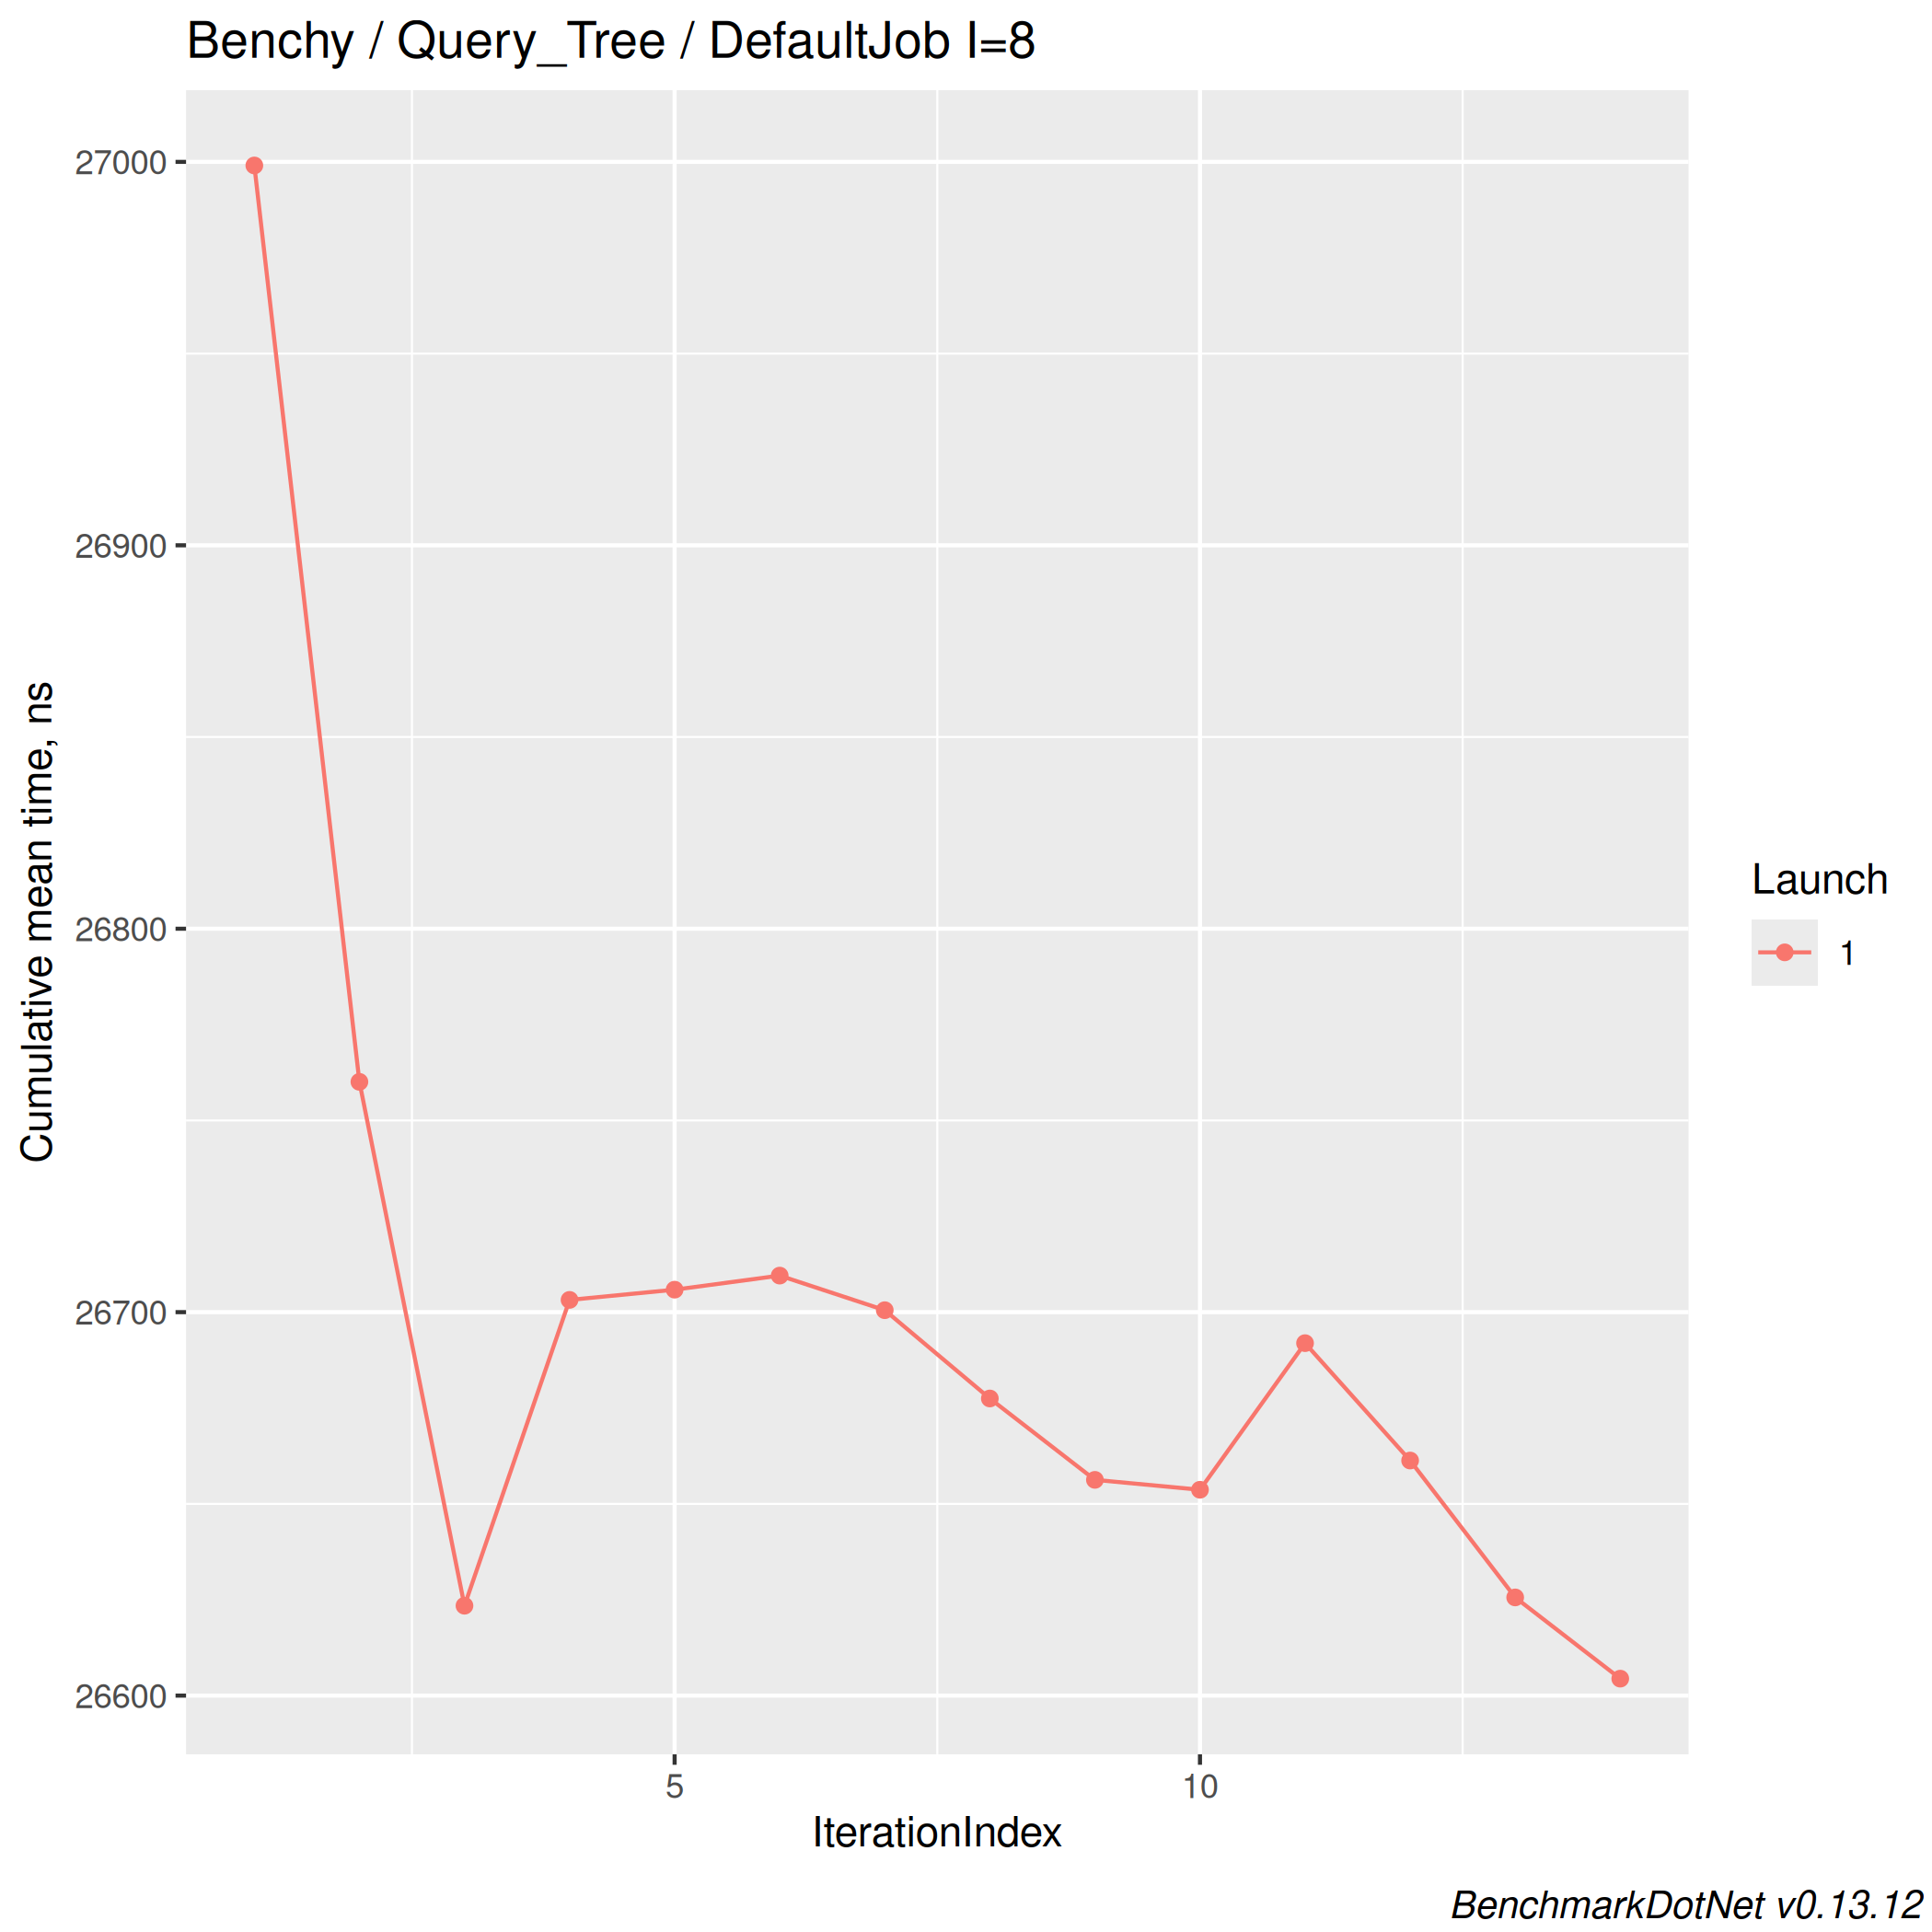 Benchy / Query_Tree / DefaultJob I=8
27000
26900
26800
26700
26600
Cumulative mean time, ns
5
10
IterationIndex
Launch
1
BenchmarkDotNet v0.13.12